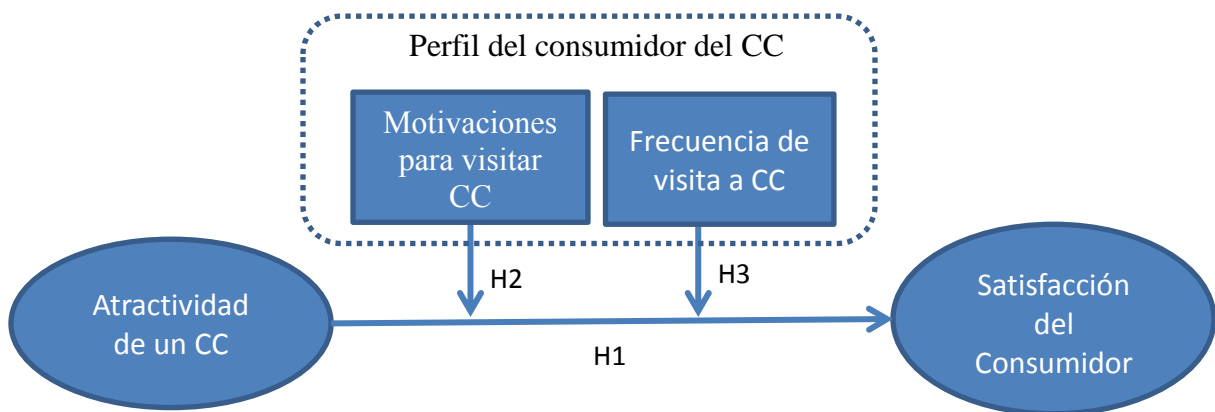 Perfil del consumidor del CC
Motivaciones
para visitar
CC
Frecuencia de
visita a CC
H2
H3
Atractividad
de un CC
H1
Satisfacción
del
Consumidor